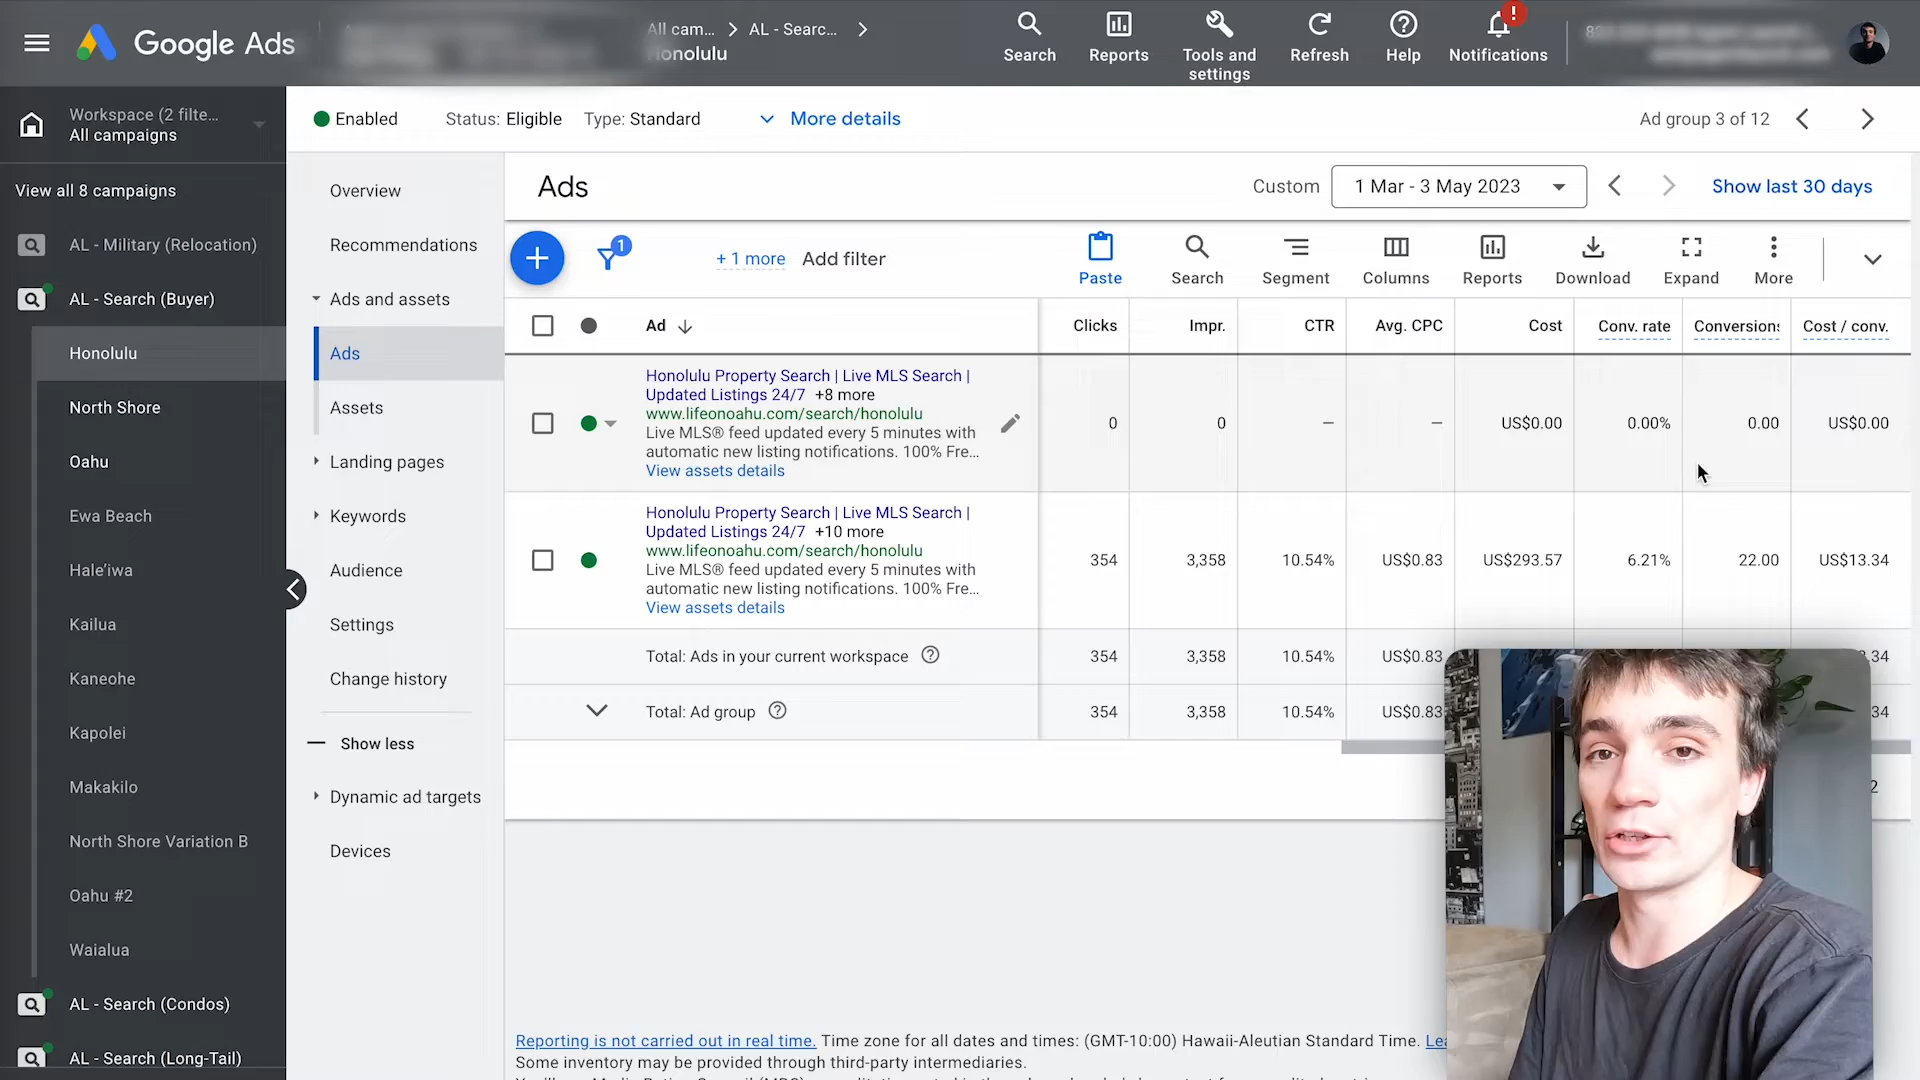 Google Ads
All cam...
AL - Searc...
Honolulu
Search
Reports
Tools and
settings
Refresh
Help
!
Notifications
Workspace (2 filte...
All campaigns
View all 8 campaigns
AL - Military (Relocation)
AL - Search (Buyer)
Honolulu
North Shore
Oahu
Ewa Beach
Hale'iwa
Kailua
Kaneohe
Kapolei
Makakilo
North Shore Variation B
Oahu #2
Waialua
AL - Search (Condos)
AL - Search (Long-Tail)
Enabled Status: Eligible Type: Standard More details
Ad group 3 of 12
Overview
Recommendations
Ads and assets
Ads
Assets
Landing pages
Keywords
Audience
Settings
Change history
Show less
Dynamic ad targets
Devices
Ads
Custom 1 Mar - 3 May 2023 Show last 30 days
1 + 1 more Add filter
Paste
Search
Segment
Columns
Reports
Download
Expand
More
Ad Clicks Impr. CTR Avg. CPC Cost Conv. rate Conversions Cost / conv.
Honolulu Property Search | Live MLS Search |
Updated Listings 24/7 +8 more
www.lifeonoahu.com/search/honolulu
Live MLS® feed updated every 5 minutes with
automatic new listing notifications. 100% Fre...
View assets details
0 0 — — US$0.00 0.00% 0.00 US$0.00
Honolulu Property Search | Live MLS Search |
Updated Listings 24/7 +10 more
www.lifeonoahu.com/search/honolulu
Live MLS® feed updated every 5 minutes with
automatic new listing notifications. 100% Fre...
View assets details
354 3,358 10.54% US$0.83 US$293.57 6.21% 22.00 US$13.34
Total: Ads in your current workspace ? 354 3,358 10.54% US$0.83 .34
Total: Ad group ? 354 3,358 10.54% US$0.83 34
2
Reporting is not carried out in real time. Time zone for all dates and times: (GMT-10:00) Hawaii-Aleutian Standard Time. Lea
Some inventory may be provided through third-party intermediaries.